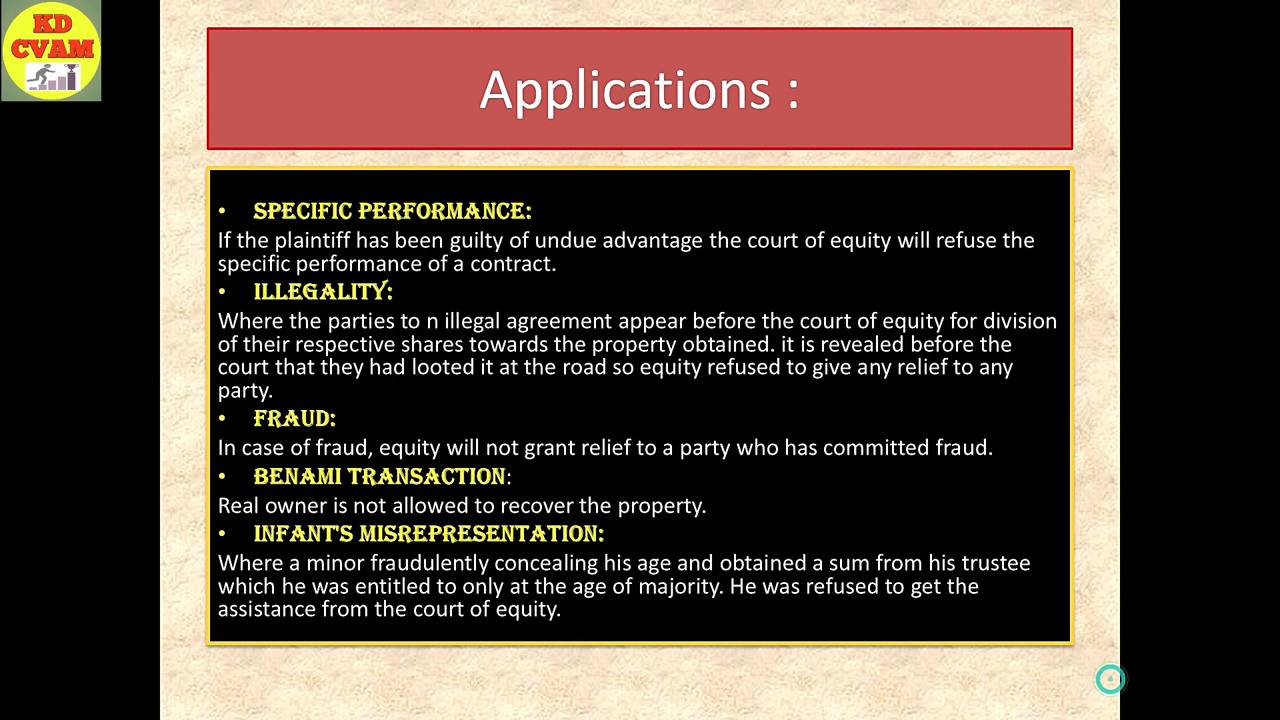 KD
CVAM
Applications :
• SPECIFIC PERFORMANCE:
If the plaintiff has been guilty of undue advantage the court of equity will refuse the
specific performance of a contract.
• ILLEGALITY:
Where the parties to n illegal agreement appear before the court of equity for division
of their respective shares towards the property obtained. it is revealed before the
court that they had looted it at the road so equity refused to give any relief to any
party.
• FRAUD:
In case of fraud, equity will not grant relief to a party who has committed fraud.
• BENAMI TRANSACTION:
Real owner is not allowed to recover the property.
• INFANT'S MISREPRESENTATION:
Where a minor fraudulently concealing his age and obtained a sum from his trustee
which he was entitled to only at the age of majority. He was refused to get the
assistance from the court of equity.